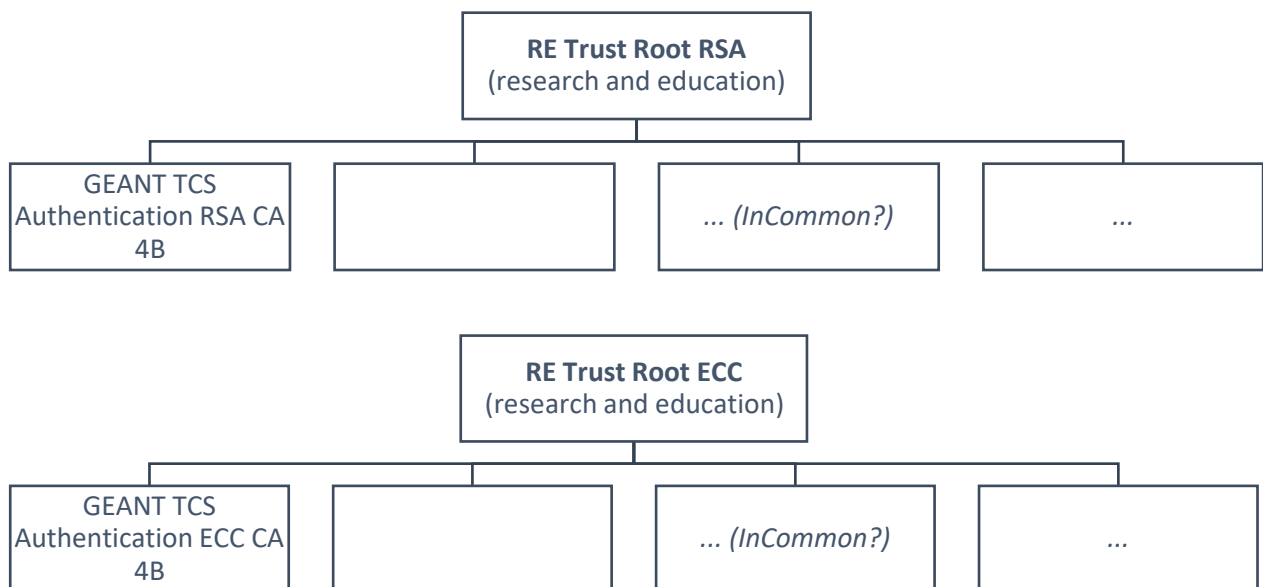 RE Trust Root RSA
(research and education)
GEANT TCS
Authentication RSA CA
4B
... (InCommon?)
...
RE Trust Root ECC
(research and education)
GEANT TCS
Authentication ECC CA
4B
... (InCommon?)
...